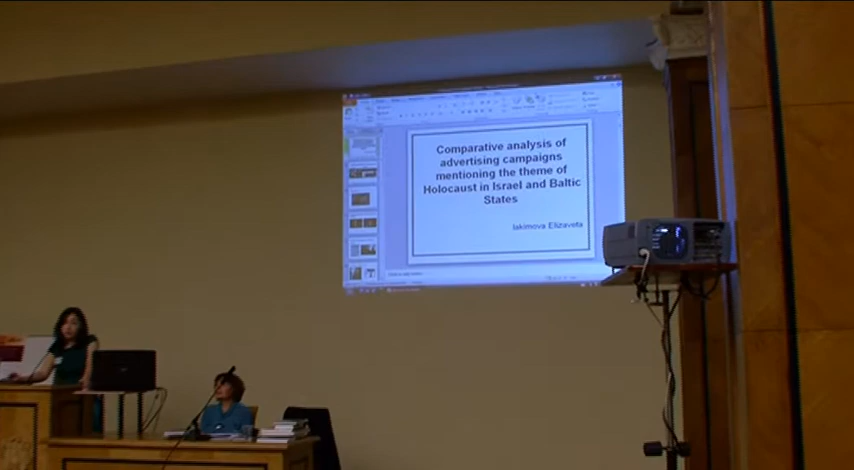 Comparative analysis of
advertising campaigns
mentioning the theme of
Holocaust in Israel and Baltic
States
Iakimova Elizaveta